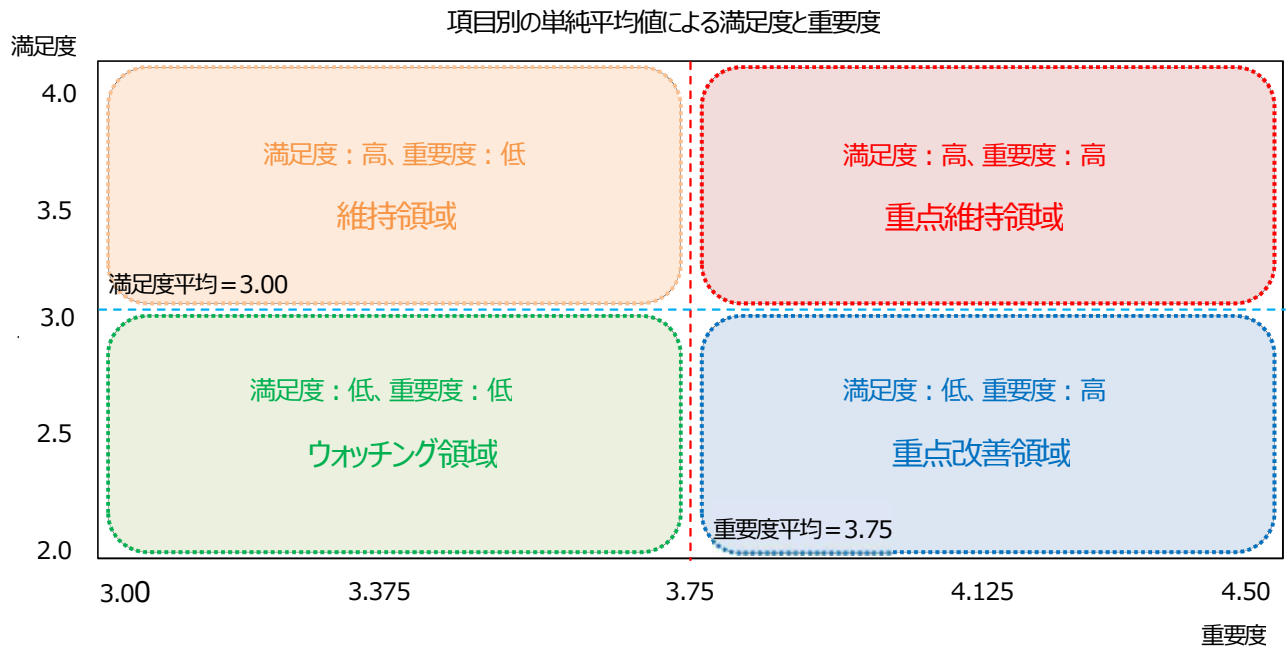 項目別の単純平均値による満足度と重要度
満足度
4.0
満足度：高、重要度：低
満足度：高、重要度：高
3.5
維持領域
重点維持領域
満足度平均＝3.00
3.0
満足度：低、重要度：低
満足度：低、重要度：高
2.5
ウォッチング領域
重点改善領域
重要度平均＝3.75
2.0
3.00
3.375
3.75
4.125
4.50
重要度